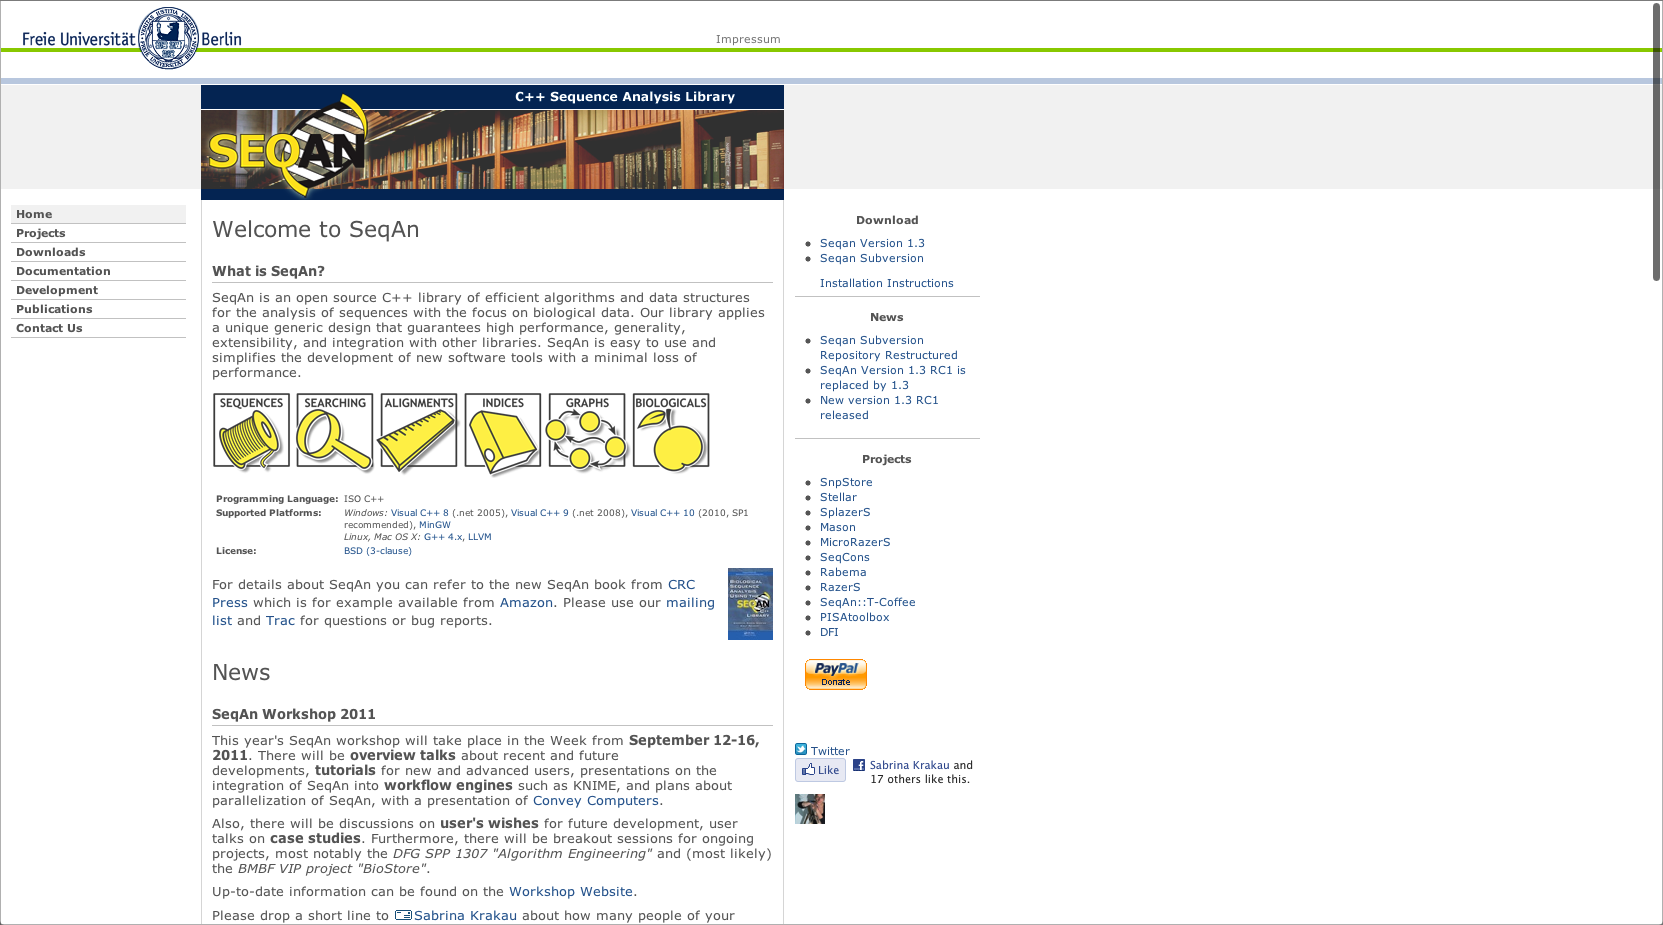 Freie Universität Berlin
Impressum
C++ Sequence Analysis Library
SEQAN
Home
Projects
Downloads
Documentation
Development
Publications
Contact Us
Welcome to SeqAn
What is SeqAn?
SeqAn is an open source C++ library of efficient algorithms and data structures
for the analysis of sequences with the focus on biological data. Our library applies
a unique generic design that guarantees high performance, generality,
extensibility, and integration with other libraries. SeqAn is easy to use and
simplifies the development of new software tools with a minimal loss of
performance.
SEQUENCES SEARCHING ALIGNMENTS INDICES GRAPHS BIOLOGICALS
Programming Language: ISO C++
Supported Platforms: Windows: Visual C++ 8 (.net 2005), Visual C++ 9 (.net 2008), Visual C++ 10 (2010, SP1
recommended), MinGW
Linux, Mac OS X: G++ 4.x, LLVM
License: BSD (3-clause)
For details about SeqAn you can refer to the new SeqAn book from CRC
Press which is for example available from Amazon. Please use our mailing
list and Trac for questions or bug reports.
News
SeqAn Workshop 2011
This year's SeqAn workshop will take place in the Week from September 12-16,
2011. There will be overview talks about recent and future
developments, tutorials for new and advanced users, presentations on the
integration of SeqAn into workflow engines such as KNIME, and plans about
parallelization of SeqAn, with a presentation of Convey Computers.
Also, there will be discussions on user's wishes for future development, user
talks on case studies. Furthermore, there will be breakout sessions for ongoing
projects, most notably the DFG SPP 1307 "Algorithm Engineering" and (most likely)
the BMBF VIP project "BioStore".
Up-to-date information can be found on the Workshop Website.
Please drop a short line to Sabrina Krakau about how many people of your
Download
Seqan Version 1.3
Seqan Subversion
Installation Instructions
News
Seqan Subversion
Repository Restructured
SeqAn Version 1.3 RC1 is
replaced by 1.3
New version 1.3 RC1
released
Projects
SnpStore
Stellar
SplazerS
Mason
MicroRazerS
SeqCons
Rabema
RazerS
SeqAn::T-Coffee
PISAtoolbox
DFI
PayPal
Donate
Twitter
Like
Sabrina Krakau and
17 others like this.